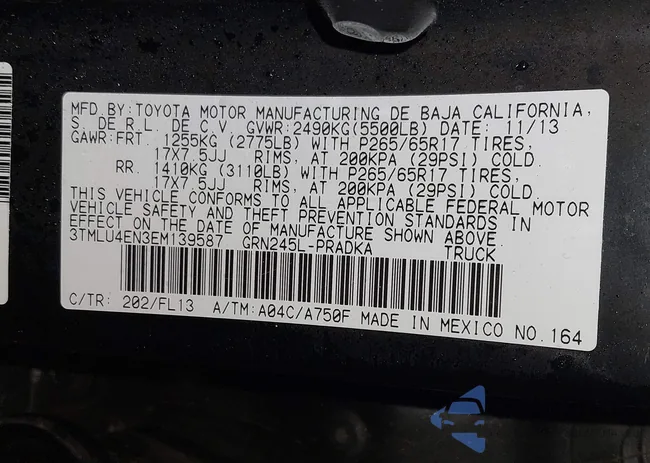 MFD.BY:TOYOTA MOTOR MANUFACTURING DE BAJA CALIFORNIA,
S. DE R.L. DE C.V. GVWR:2490KG(5500LB) DATE: 11/13
GAWR:FRT. 1255KG (2775LB) WITH P265/65R17 TIRES,
17X7.5JJ RIMS, AT 200KPA (29PSI) COLD.
RR. 1410KG (3110LB) WITH P265/65R17 TIRES,
17X7.5JJ RIMS, AT 200KPA (29PSI) COLD.
THIS VEHICLE CONFORMS TO ALL APPLICABLE FEDERAL MOTOR
VEHICLE SAFETY AND THEFT PREVENTION STANDARDS IN
EFFECT ON THE DATE OF MANUFACTURE SHOWN ABOVE.
3TMLU4EN3EM139587 GRN245L-PRADKA TRUCK
C/TR: 202/FL13 A/TM:A04C/A750F MADE IN MEXICO NO.164